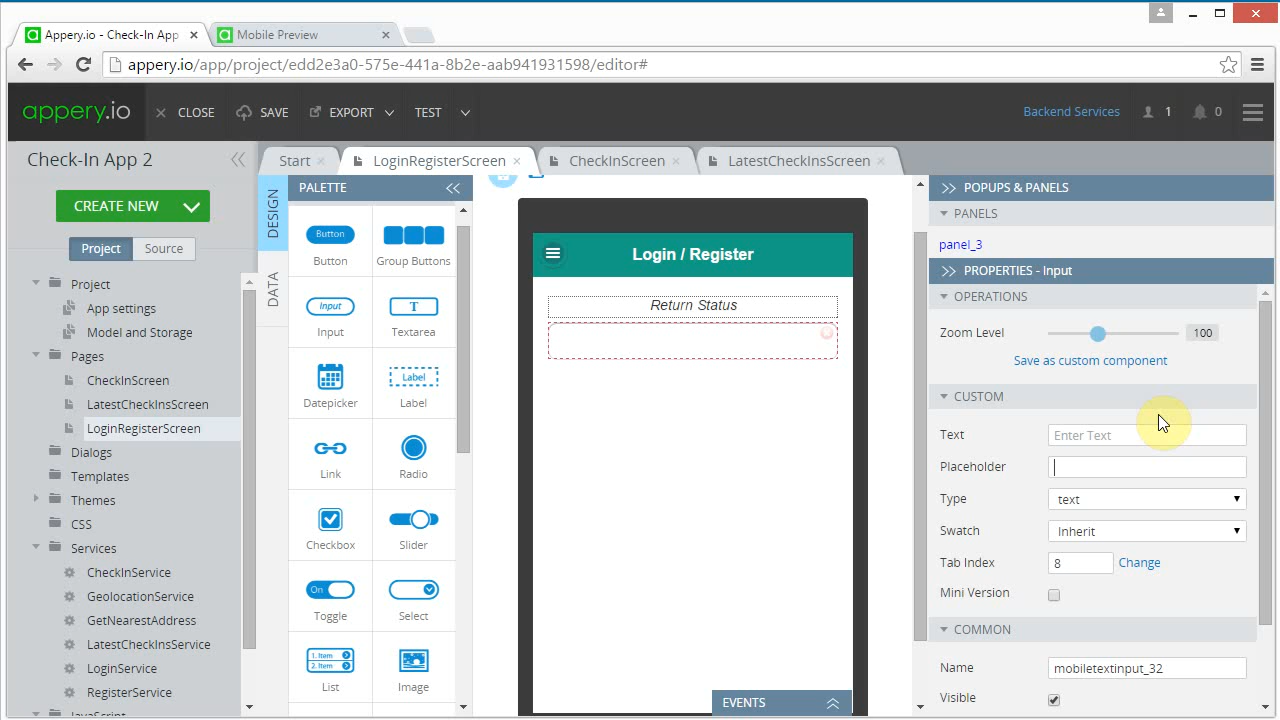 Appery.io - Check-In App
Mobile Preview
appery.io/app/project/edd2e3a0-575e-441a-8b2e-aab941931598/editor#
appery.io
CLOSE
SAVE
EXPORT
TEST
Backend Services
1
0
Check-In App 2
Start
LoginRegisterScreen
CheckInScreen
LatestCheckInsScreen
CREATE NEW
Project
Source
Project
App settings
Model and Storage
Pages
CheckInScreen
LatestCheckInsScreen
LoginRegisterScreen
Dialogs
Templates
Themes
CSS
Services
CheckInService
GeolocationService
GetNearestAddress
LatestCheckInsService
LoginService
RegisterService
JavaScript
DESIGN
DATA
PALETTE
Button
Button
Group Buttons
Input
Input
T
Textarea
Datepicker
Label
Label
Link
Radio
Checkbox
Slider
On
Toggle
Select
1. Item
2. Item
List
Image
Login / Register
Return Status
EVENTS
POPUPS & PANELS
PANELS
panel_3
PROPERTIES - Input
OPERATIONS
Zoom Level
100
Save as custom component
CUSTOM
Text
Enter Text
Placeholder
Type
text
Swatch
Inherit
Tab Index
8
Change
Mini Version
COMMON
Name
mobiletextinput_32
Visible